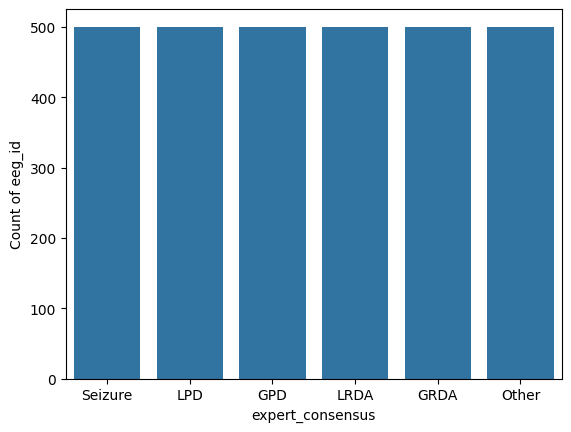 500
400
300
200
100
0
Count of eeg_id
Seizure LPD GPD LRDA GRDA Other
expert_consensus